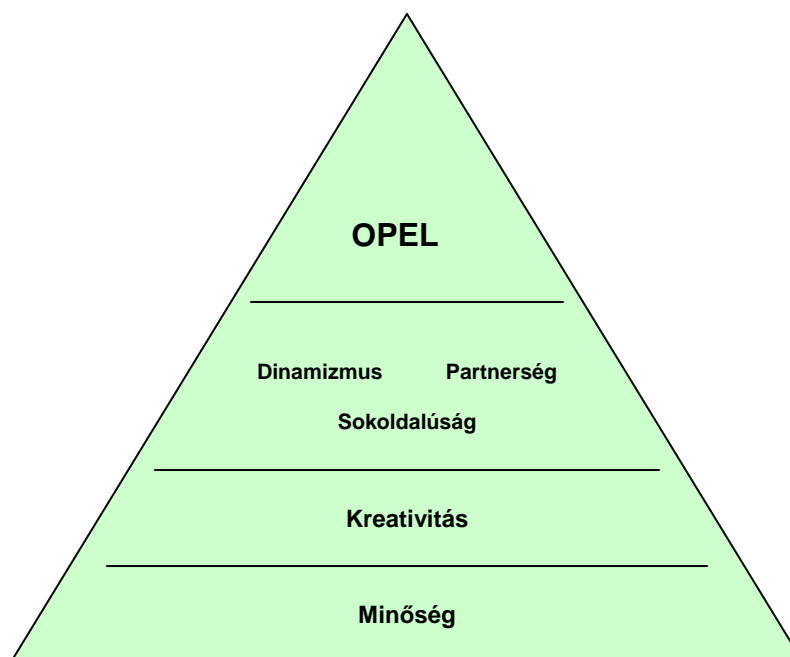 OPEL
Dinamizmus Partnerség
Sokoldalúság
Kreativitás
Minőség